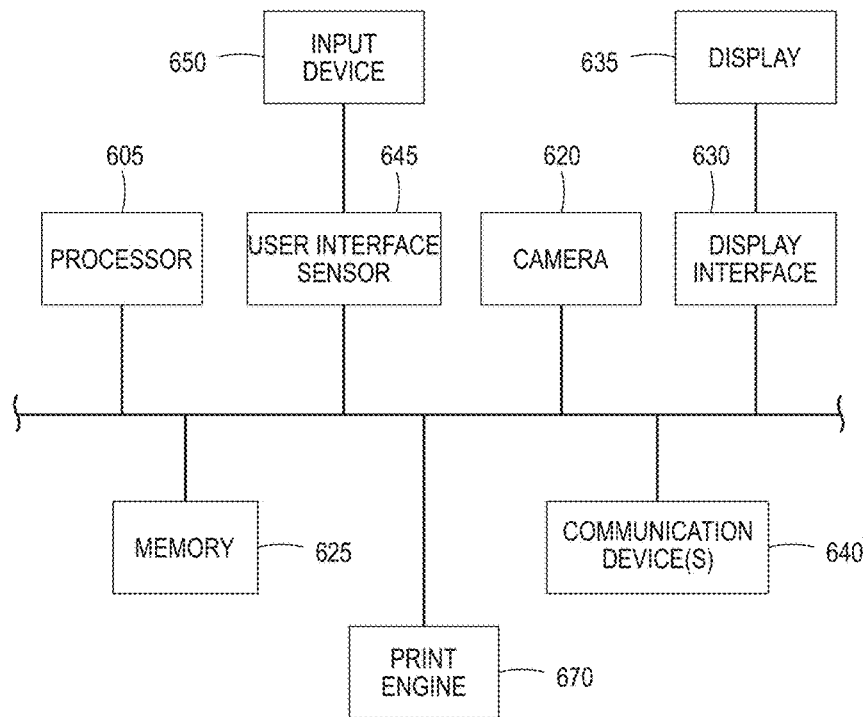 650
INPUT
DEVICE
635
DISPLAY
605
645
620
630
PROCESSOR
USER INTERFACE
SENSOR
CAMERA
DISPLAY
INTERFACE
MEMORY
625
COMMUNICATION
DEVICE(S)
640
PRINT
ENGINE
670